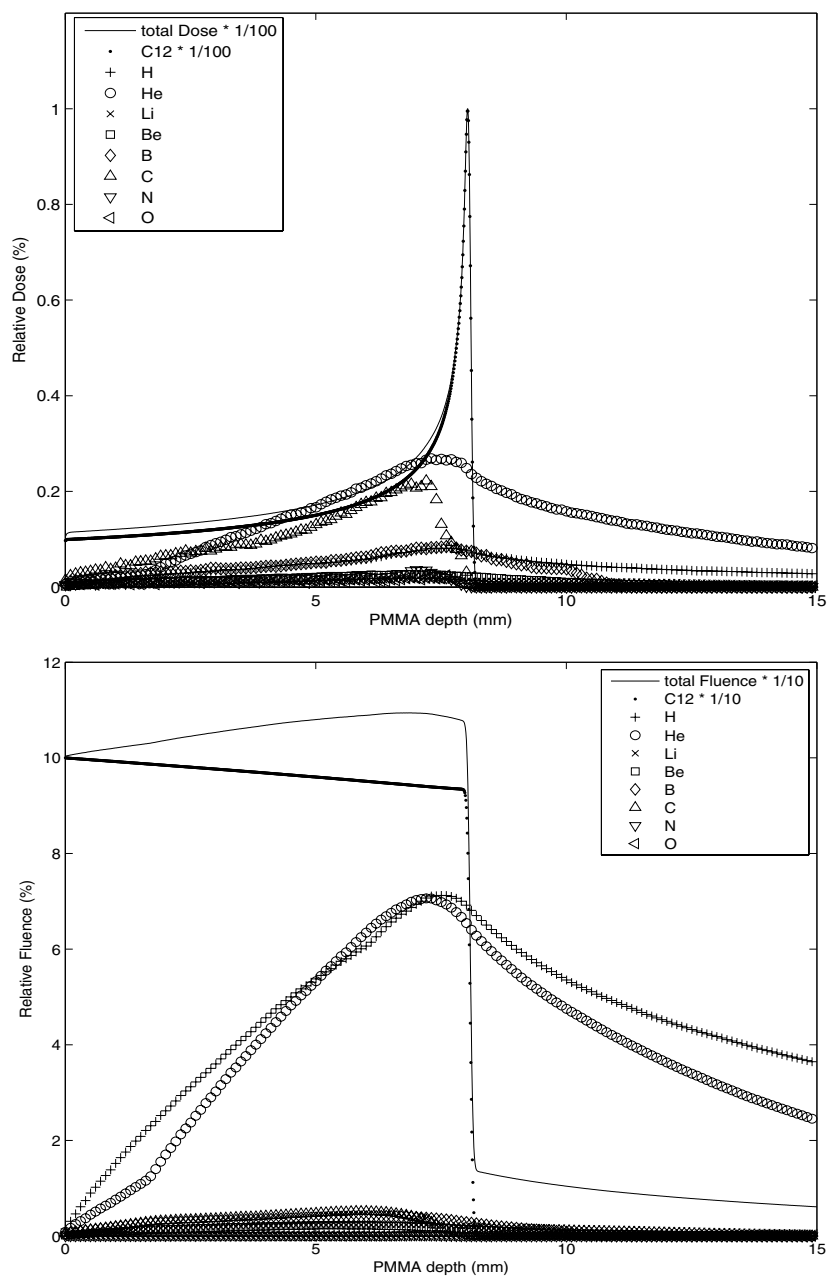 total Dose * 1/100
C12 * 1/100
H
He
Li
Be
B
C
N
O
1
0.8
0.6
0.4
0.2
0
Relative Dose (%)
0 5 10 15
PMMA depth (mm)
12
10
8
6
4
2
0
Relative Fluence (%)
total Fluence * 1/10
C12 * 1/10
H
He
Li
Be
B
C
N
O
0 5 10 15
PMMA depth (mm)